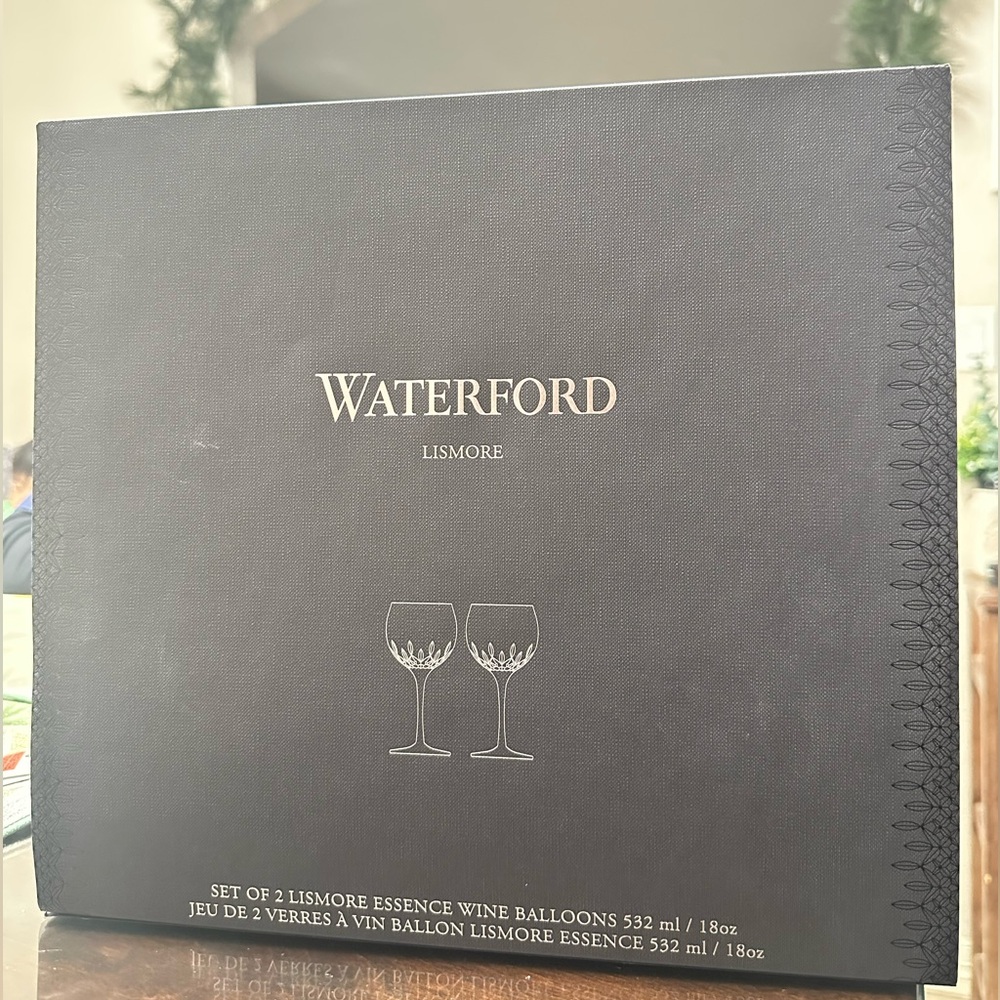 WATERFORD
LISMORE
SET OF 2 LISMORE ESSENCE WINE BALLOONS 532 ml / 18oz
JEU DE 2 VERRES À VIN BALLON LISMORE ESSENCE 532 ml / 18oz